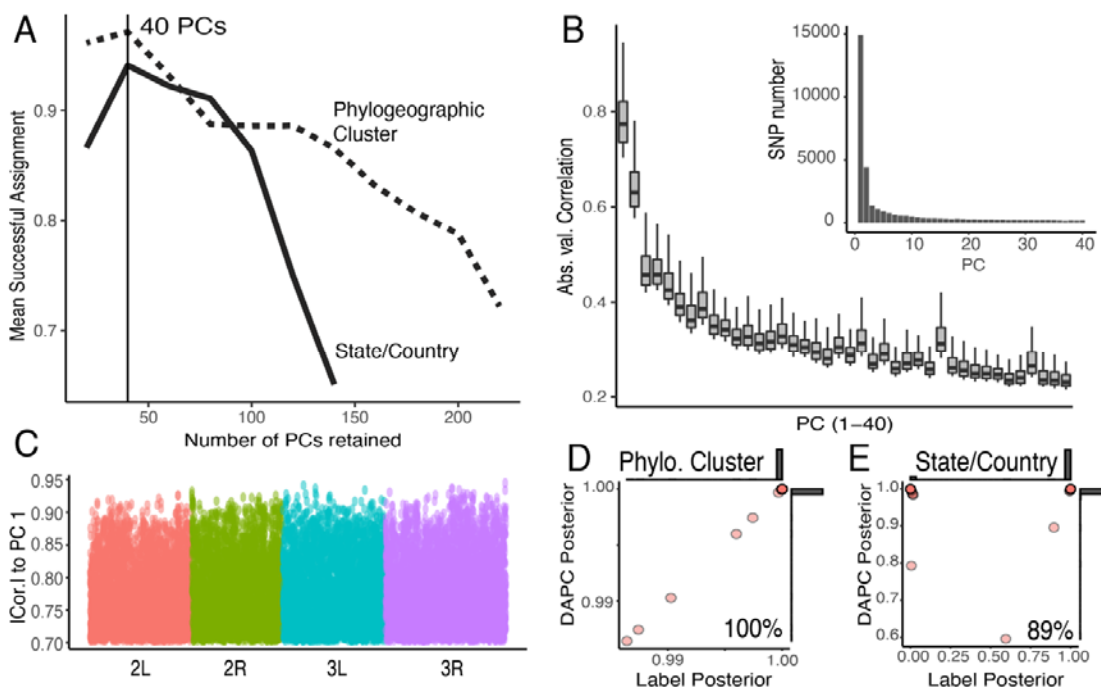 A
40 PCs
Mean Successful Assignment
0.9
0.8
0.7
Phylogeographic
Cluster
State/Country
50
100
150
200
Number of PCs retained
B
Abs. val. Correlation
0.8
0.6
0.4
0.2
PC (1−40)
SNP number
15000
10000
5000
0
0
10
20
30
40
PC
C
ICor.I to PC 1
0.95
0.90
0.85
0.80
0.75
0.70
2L
2R
3L
3R
D
Phylo. Cluster
DAPC Posterior
1.00
0.99
100%
0.99
1.00
Label Posterior
E
State/Country
DAPC Posterior
1.0
0.9
0.8
0.7
0.6
89%
0.00
0.25
0.50
0.75
1.00
Label Posterior